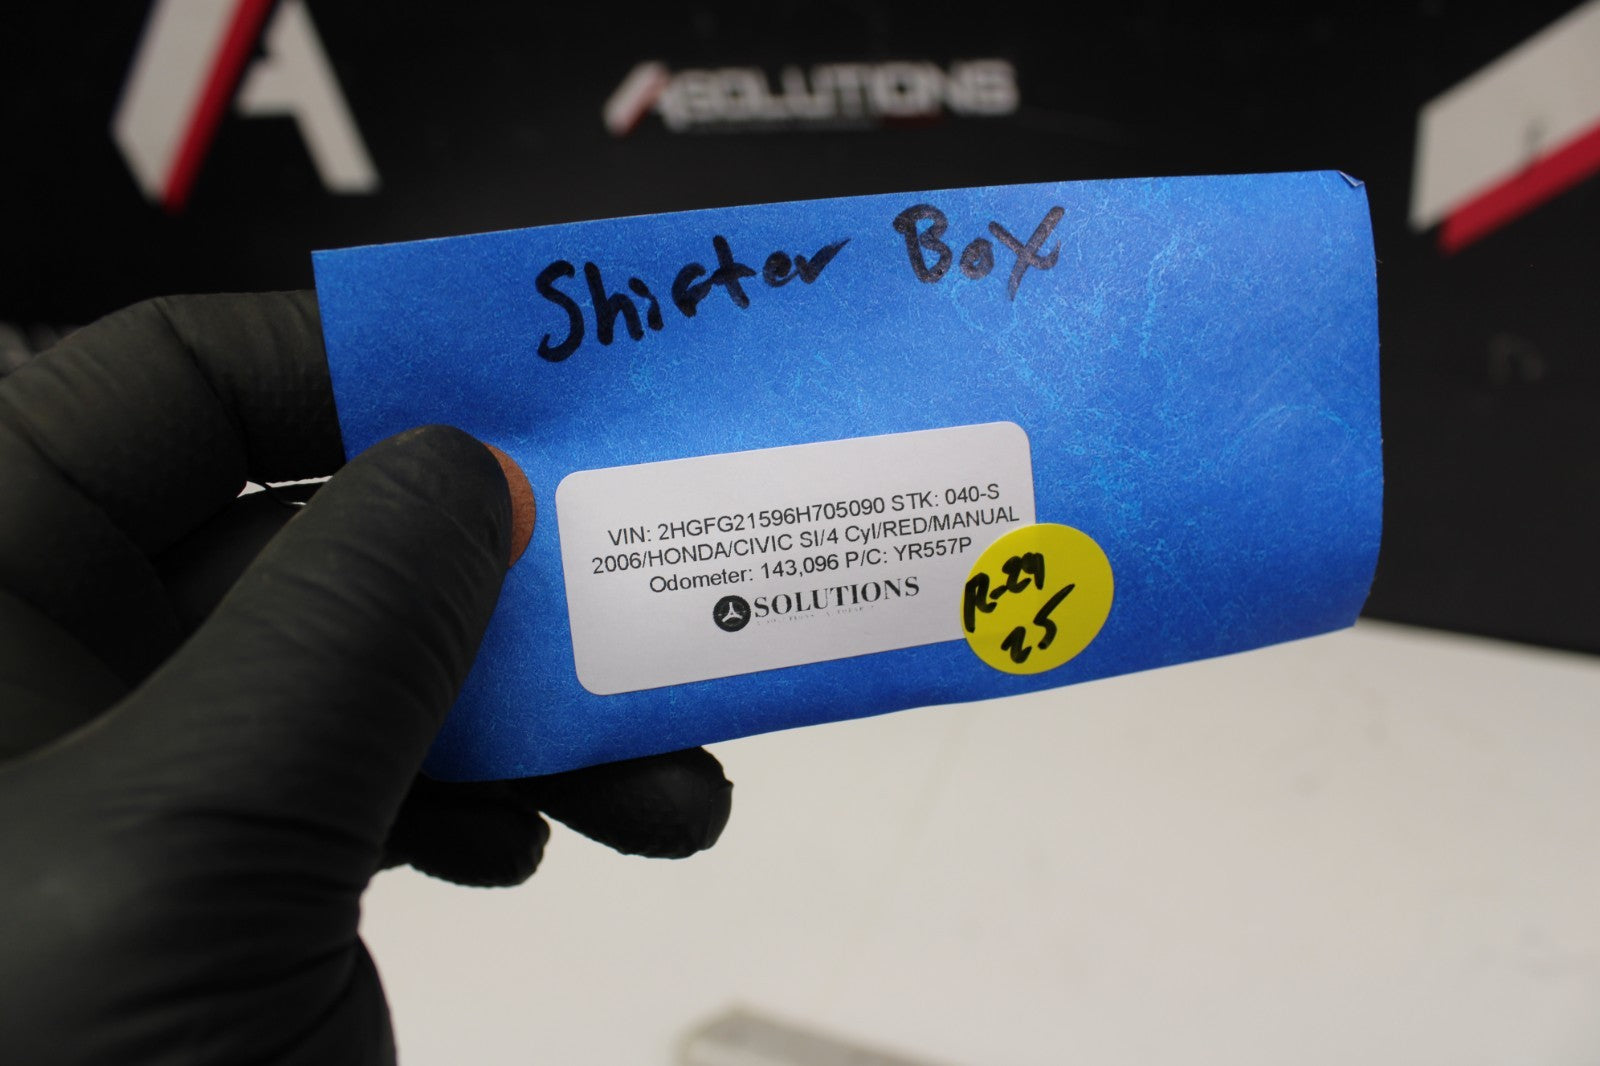 ASOLUTIONS
Shifter Box
VIN: 2HGFG21596H705090 STK: 040-S
2006/HONDA/CIVIC SI/4 Cyl/RED/MANUAL
Odometer: 143,096 P/C: YR557P
SOLUTIONS
R-29
25